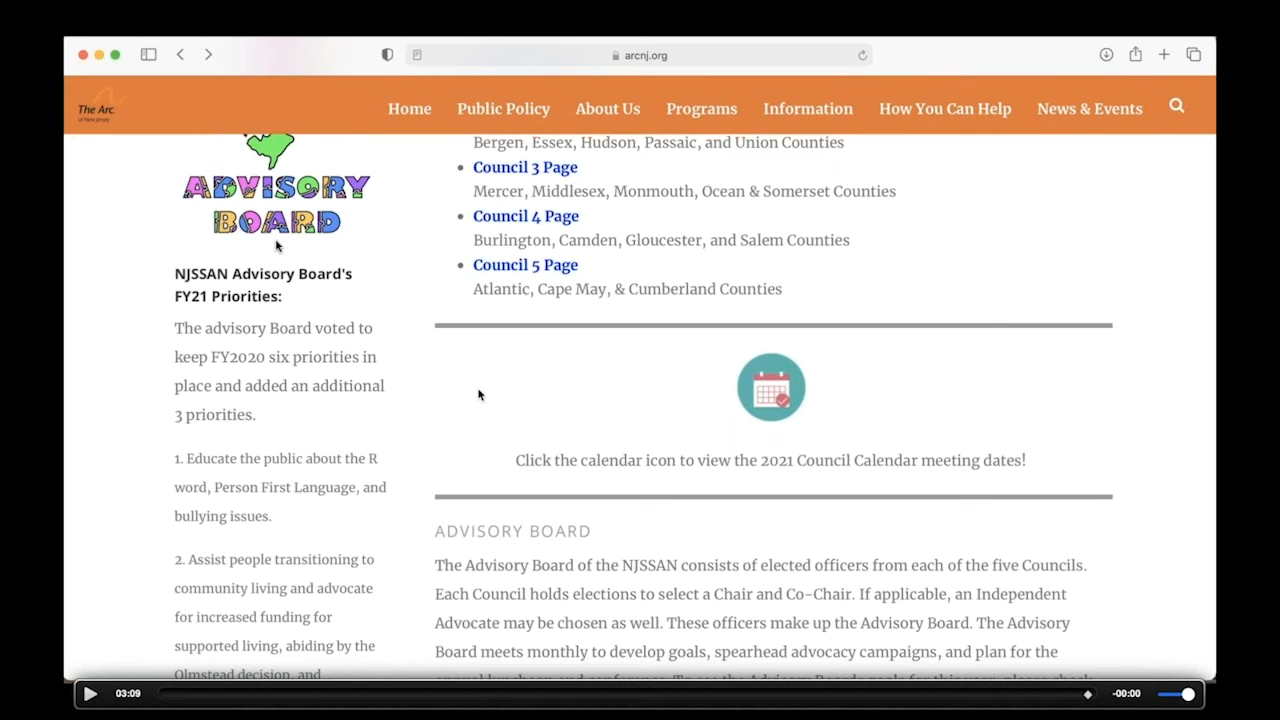 arcnj.org
The Arc
of New Jersey
Home Public Policy About Us Programs Information How You Can Help News & Events
ADVISORY
BOARD
NJSSAN Advisory Board's
FY21 Priorities:
The advisory Board voted to
keep FY2020 six priorities in
place and added an additional
3 priorities.
1. Educate the public about the R
word, Person First Language, and
bullying issues.
2. Assist people transitioning to
community living and advocate
for increased funding for
supported living, abiding by the
Olmstead decision, and
Bergen, Essex, Hudson, Passaic, and Union Counties
Council 3 Page
Mercer, Middlesex, Monmouth, Ocean & Somerset Counties
Council 4 Page
Burlington, Camden, Gloucester, and Salem Counties
Council 5 Page
Atlantic, Cape May, & Cumberland Counties
Click the calendar icon to view the 2021 Council Calendar meeting dates!
ADVISORY BOARD
The Advisory Board of the NJSSAN consists of elected officers from each of the five Councils.
Each Council holds elections to select a Chair and Co-Chair. If applicable, an Independent
Advocate may be chosen as well. These officers make up the Advisory Board. The Advisory
Board meets monthly to develop goals, spearhead advocacy campaigns, and plan for the
03:09
-00:00